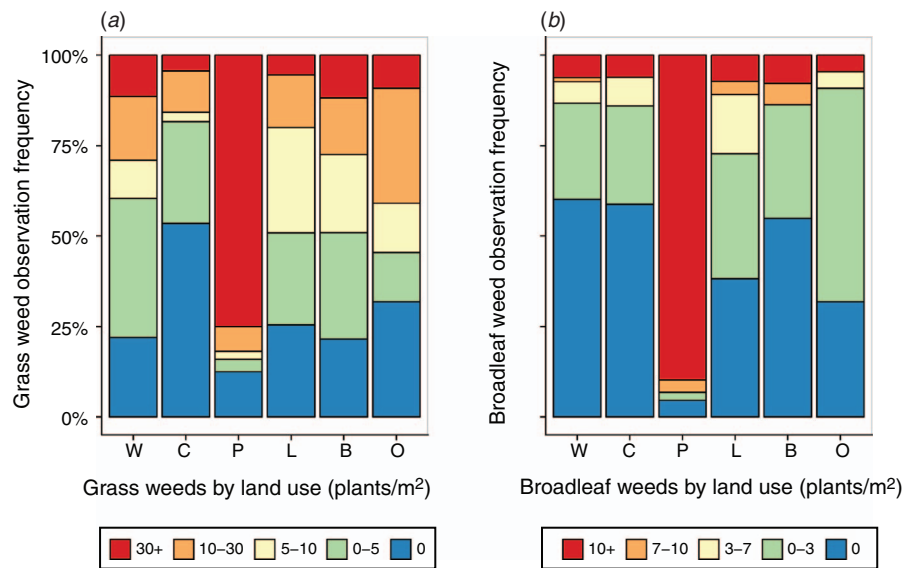 (a)
Grass weed observation frequency
100%
75%
50%
25%
0%
W C P L B O
Grass weeds by land use (plants/m²)
30+ 10–30 5–10 0–5 0
(b)
Broadleaf weed observation frequency
W C P L B O
Broadleaf weeds by land use (plants/m²)
10+ 7–10 3–7 0–3 0